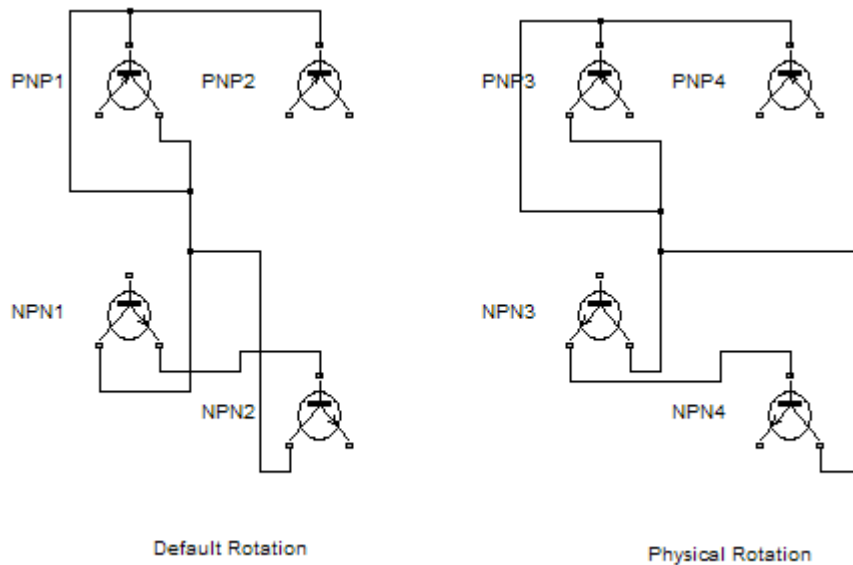 PNP1
PNP2
PNP3
PNP4
NPN1
NPN3
NPN2
NPN4
Default Rotation
Physical Rotation